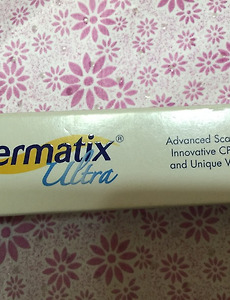 ermatix®
Ultra
Advanced Sca
Innovative CP
and Unique V